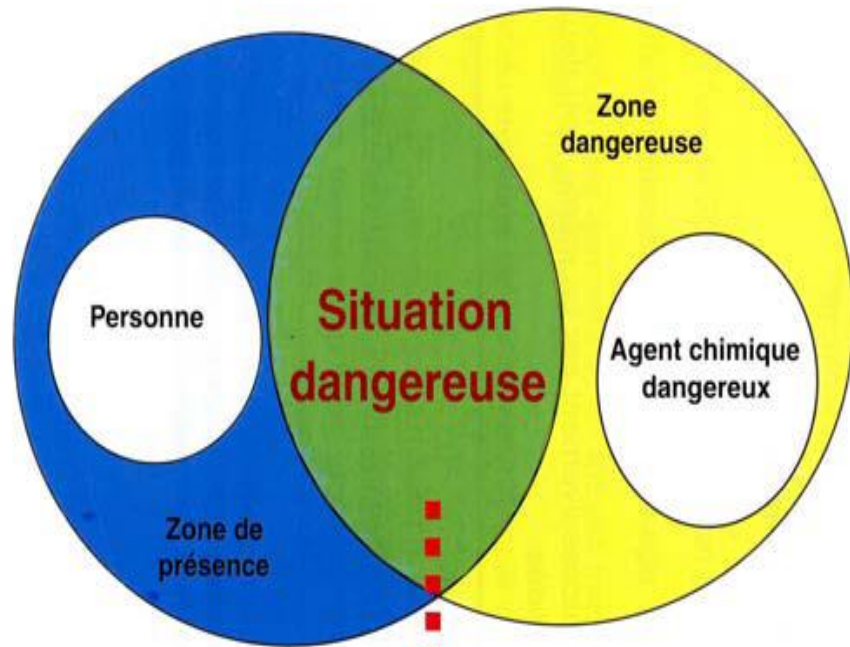 Zone
dangereuse
Personne
Situation
dangereuse
Agent chimique
dangereux
Zone de
présence